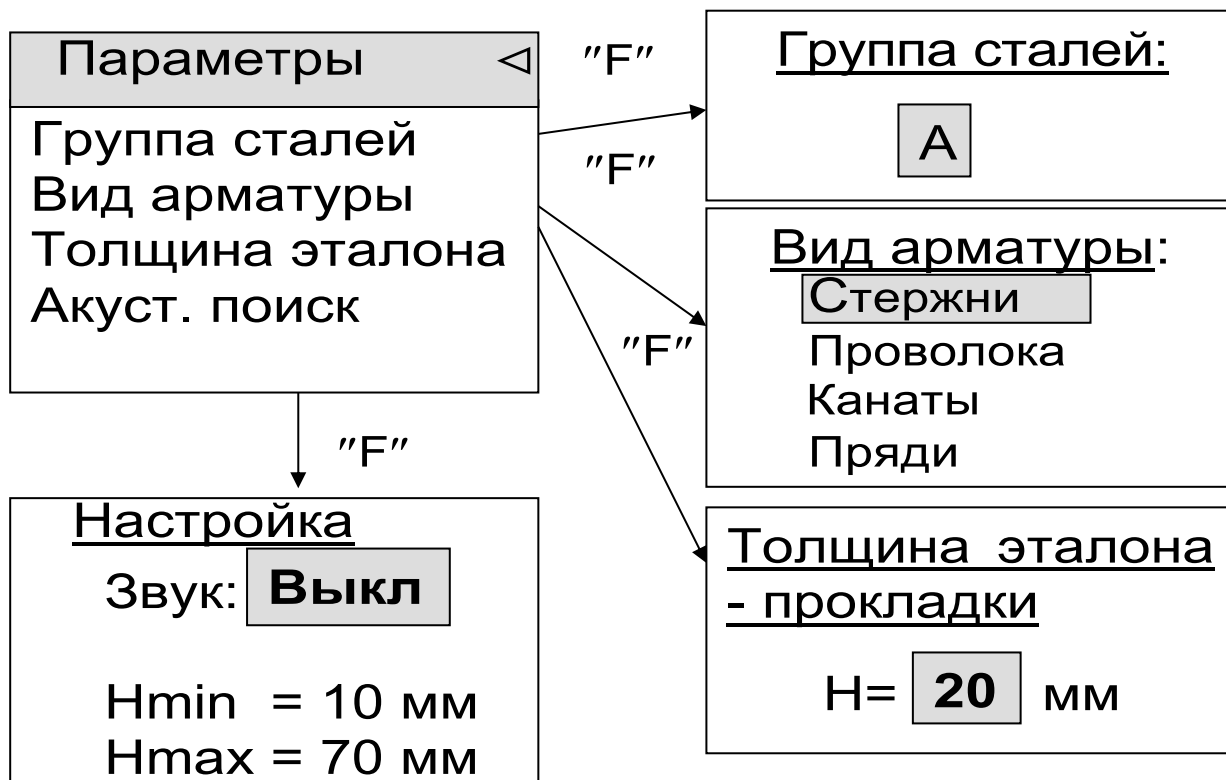 Параметры
Группа сталей
Вид арматуры
Толщина эталона
Акуст. поиск
″F″
″F″
″F″
″F″
Группа сталей:
А
Вид арматуры:
Стержни
Проволока
Канаты
Пряди
Настройка
Звук: Выкл
Hmin = 10 мм
Hmax = 70 мм
Толщина эталона
- прокладки
H= 20 мм